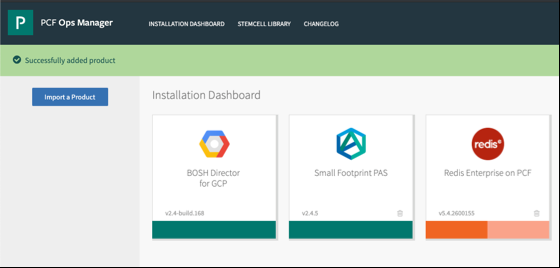 P PCF Ops Manager INSTALLATION DASHBOARD STEMCELL LIBRARY CHANGELOG
Successfully added product
Import a Product
Installation Dashboard
redis e
BOSH Director
for GCP
Small Footprint PAS
Redis Enterprise on PCF
v2.4-build.168
v2.4.5
v5.4.2600155